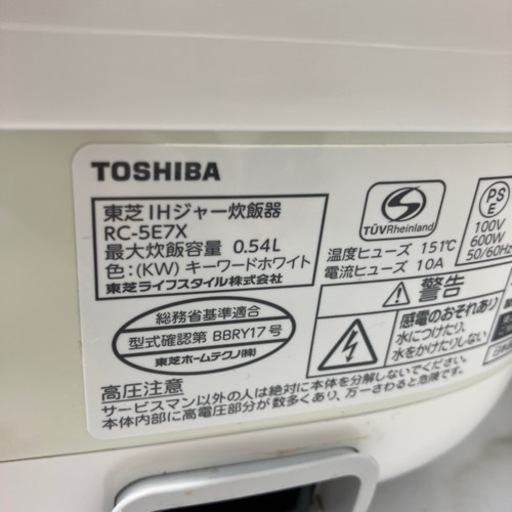 TOSHIBA
東芝IHジャー炊飯器
RC-5E7X
最大炊飯容量 0.54L
色:(KW) キーワードホワイト
東芝ライフスタイル株式会社
総務省基準適合
型式確認第 BBRY17号
東芝ホームテクノ(株)
TÜVRheinland
PS
E
100V
600W
50/60Hz
温度ヒューズ 151℃
電流ヒューズ 10A
警告
感電のおそれあり
水につけたり、
水をかけたりしない
高圧注意
サービスマン以外の人は絶対に本体を分解しないでください。
本体内部に高電圧部分が数多くあり、万一さわると危険です。